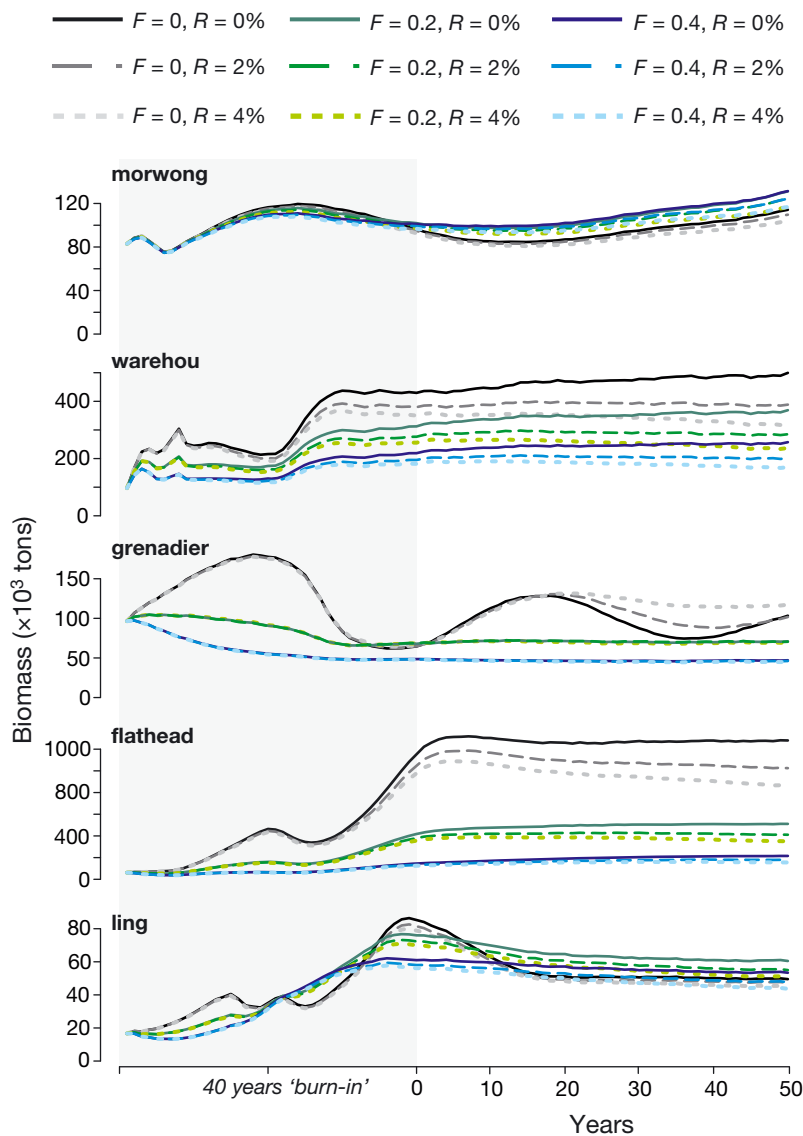 F = 0, R = 0% F = 0.2, R = 0% F = 0.4, R = 0%
F = 0, R = 2% F = 0.2, R = 2% F = 0.4, R = 2%
F = 0, R = 4% F = 0.2, R = 4% F = 0.4, R = 4%
morwong
120
80
40
0
warehou
400
200
0
grenadier
150
100
50
0
flathead
1000
1000
400
0
ling
80
60
40
20
0
Biomass (×10³ tons)
40 years 'burn-in' 0 10 20 30 40 50
Years